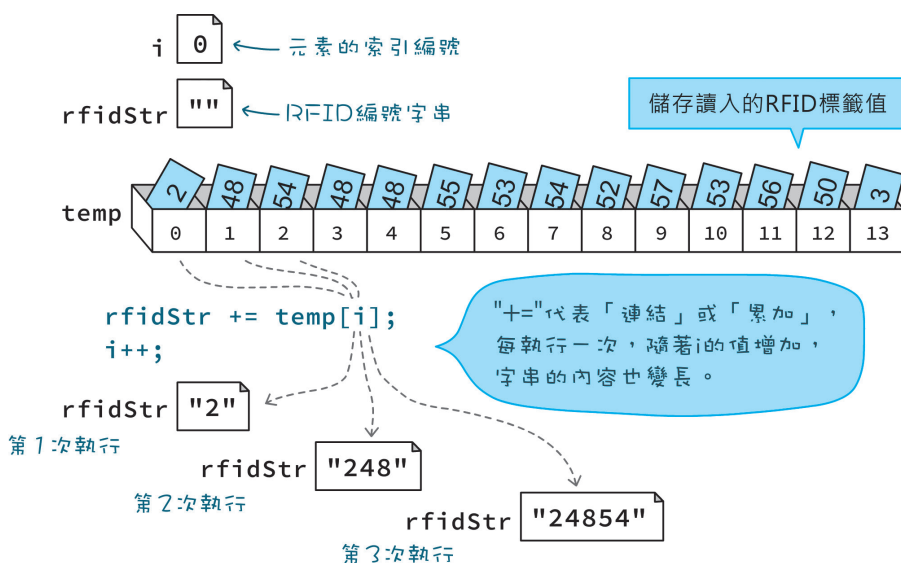 i 0 元素的索引編號
rfidStr "" RFID編號字串
儲存讀入的RFID標籤值
2 48 54 48 48 55 53 54 52 57 53 56 50 3
temp 0 1 2 3 4 5 6 7 8 9 10 11 12 13
rfidStr += temp[i];
i++;
"+="代表「連結」或「累加」,
每執行一次,隨著i的值增加,
字串的內容也變長。
rfidStr "2"
第1次執行
rfidStr "248"
第2次執行
rfidStr "24854"
第3次執行